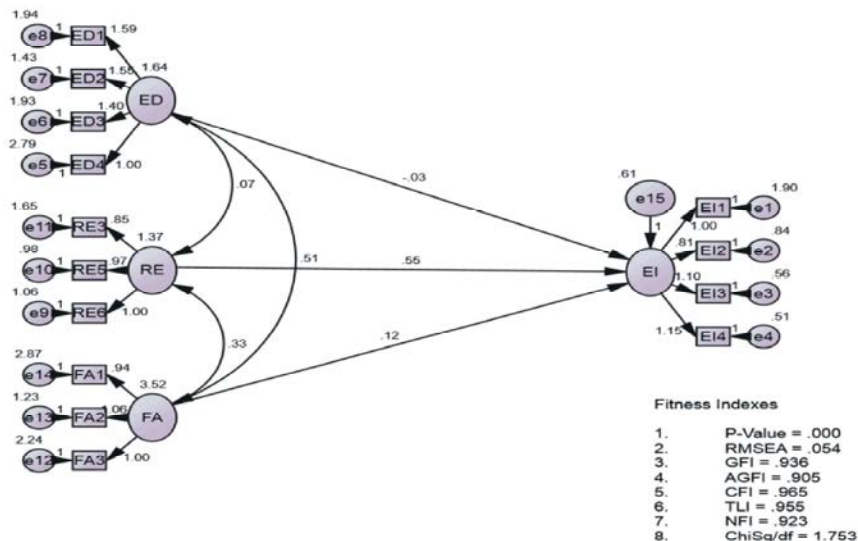 1.94
e8 1 ED1 1.59
1.43 1.64
e7 1 ED2 1.55
ED
1.93
e6 1 ED3 1.40
2.79
e5 1 ED4 1.00
.07
-.03
1.65
e11 1 RE3 .85
.98 1.37
e10 1 RE5 .97
RE
1.06
e9 1 RE6 1.00
.51
.55
.33
.12
2.87
e14 1 FA1 .94
1.23 3.52
e13 1 FA2 1.06
FA
2.24
e12 1 FA3 1.00
.61
e15
1
EI
1.90
EI1 1 e1
1.00
.84
.81 EI2 1 e2
.56
1.10 EI3 1 e3
.51
1.15 EI4 1 e4
Fitness Indexes
1. P-Value = .000
2. RMSEA = .054
3. GFI = .936
4. AGFI = .905
5. CFI = .965
6. TLI = .955
7. NFI = .923
8. ChiSq/df = 1.753